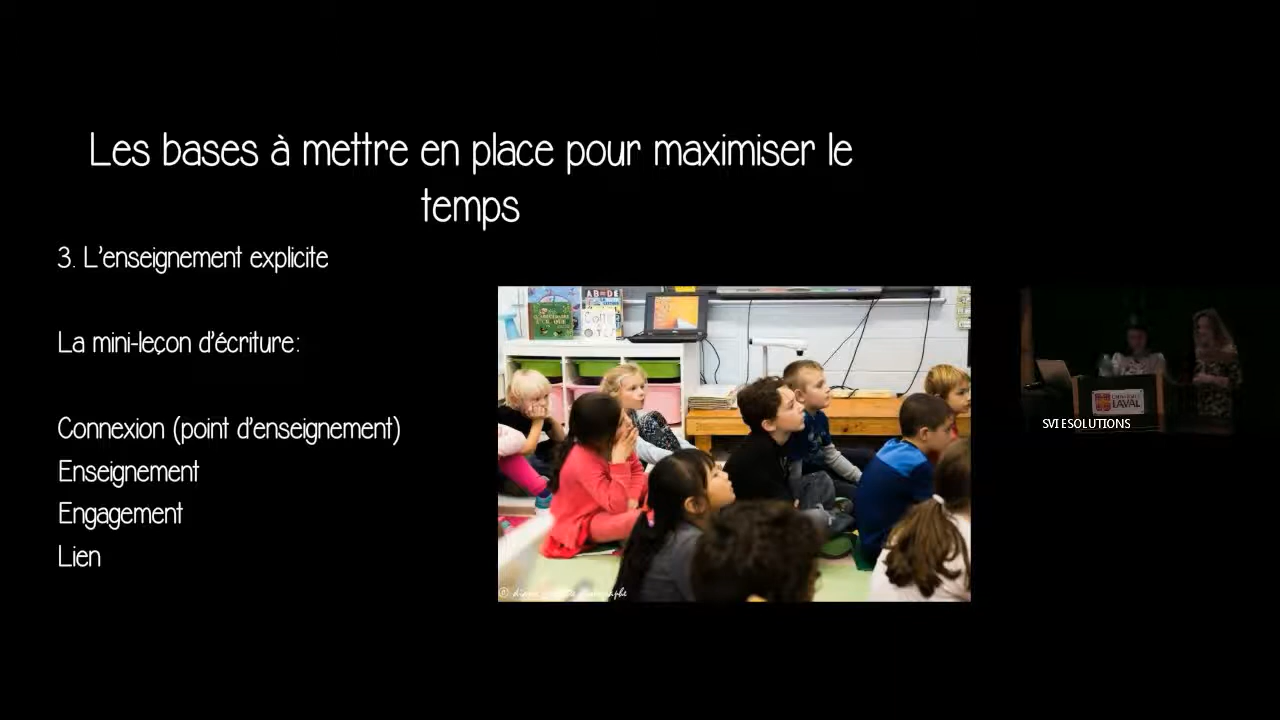 Les bases à mettre en place pour maximiser le
temps
3. L'enseignement explicite
La mini-leçon d'écriture:
Connexion (point d'enseignement)
Enseignement
Engagement
Lien
LAVAL
SVI ESOLUTIONS